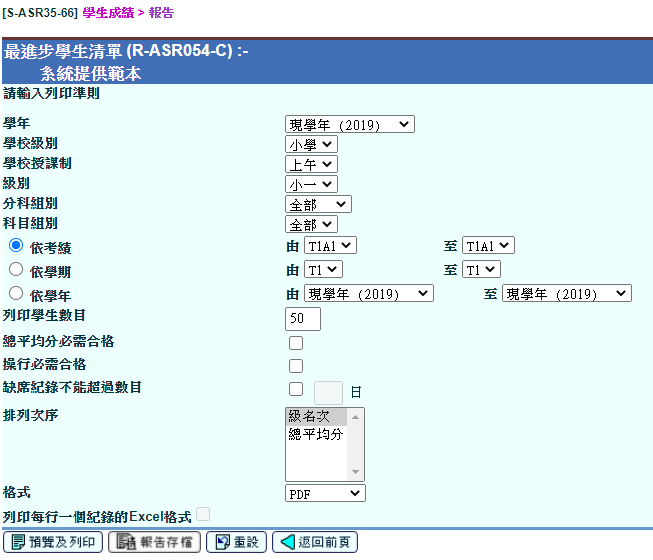 [S-ASR35-66] 學生成績 > 報告
最進步學生清單 (R-ASR054-C) :-
系統提供範本
請輸入列印準則
學年 現學年 (2019)
學校級別 小學
學校授課制 上午
級別 小一
分科組別 全部
科目組別 全部
依考績 由 T1A1 至 T1A1
依學期 由 T1 至 T1
依學年 由 現學年 (2019) 至 現學年 (2019)
列印學生數目 50
總平均分必需合格
操行必需合格
缺席紀錄不能超過數目 日
排列次序 級名次
總平均分
格式 PDF
列印每行一個紀錄的Excel格式
預覽及列印 報告存檔 重設 返回前頁